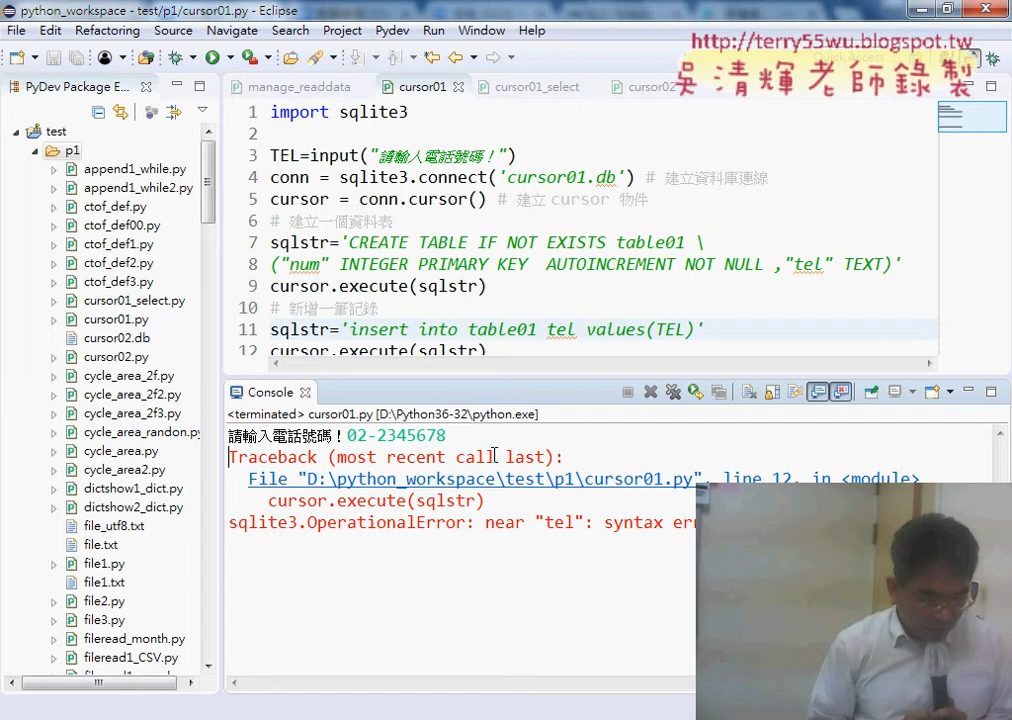 python_workspace - test/p1/cursor01.py - Eclipse
File Edit Refactoring Source Navigate Search Project Pydev Run Window Help
http://terry55wu.blogspot.tw
吳清輝老師錄製
PyDev Package E...
manage_readdata cursor01 cursor01_select cursor02
test
p1
append1_while.py
append1_while2.py
ctof_def.py
ctof_def00.py
ctof_def1.py
ctof_def2.py
ctof_def3.py
cursor01_select.py
cursor01.py
cursor02.db
cursor02.py
cycle_area_2f.py
cycle_area_2f2.py
cycle_area_2f3.py
cycle_area_randon.py
cycle_area.py
cycle_area2.py
dictshow1_dict.py
dictshow2_dict.py
file_utf8.txt
file.txt
file1.py
file1.txt
file2.py
file3.py
fileread_month.py
fileread1_CSV.py
1 import sqlite3
2
3 TEL=input("請輸入電話號碼！")
4 conn = sqlite3.connect('cursor01.db') # 建立資料庫連線
5 cursor = conn.cursor() # 建立 cursor 物件
6 # 建立一個資料表
7 sqlstr='CREATE TABLE IF NOT EXISTS table01 \
8 ("num" INTEGER PRIMARY KEY AUTOINCREMENT NOT NULL ,"tel" TEXT)'
9 cursor.execute(sqlstr)
10 # 新增一筆記錄
11 sqlstr='insert into table01 tel values(TEL)'
12 cursor.execute(sqlstr)
Console
<terminated> cursor01.py [D:\Python36-32\python.exe]
請輸入電話號碼！02-2345678
Traceback (most recent call last):
File "D:\python_workspace\test\p1\cursor01.py", line 12, in <module>
cursor.execute(sqlstr)
sqlite3.OperationalError: near "tel": syntax